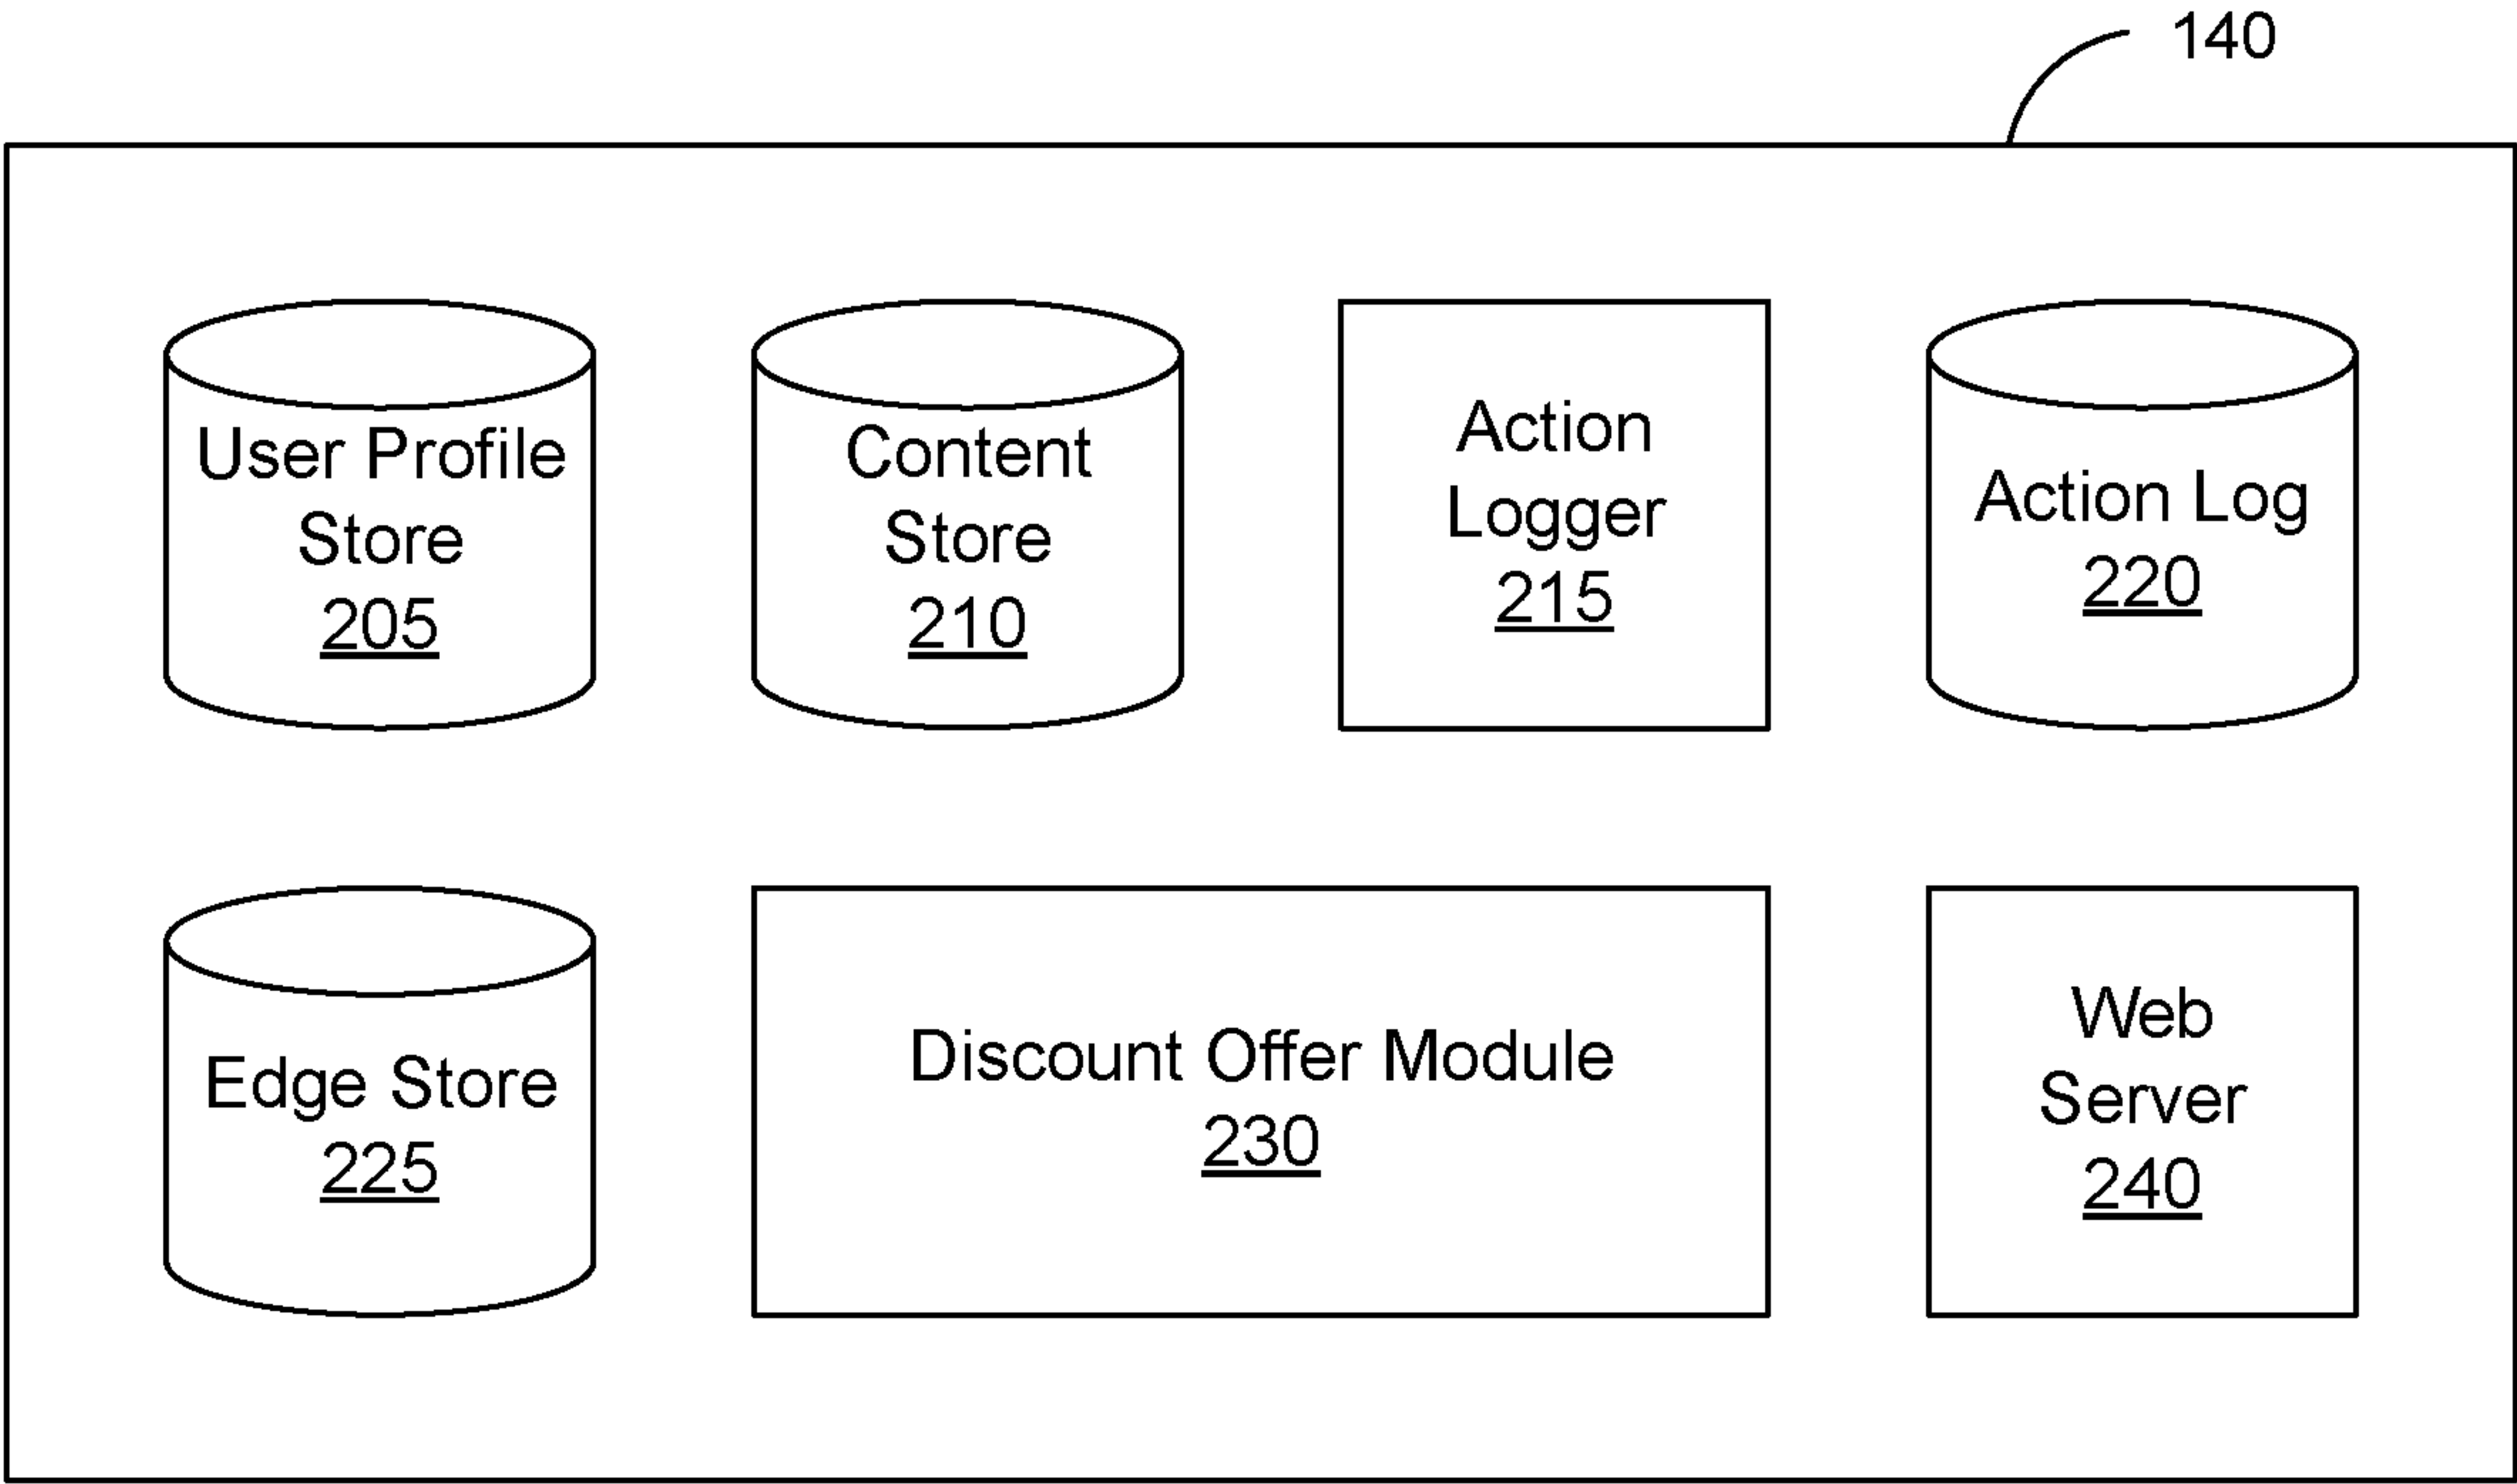 140
User Profile
Store
205
Content
Store
210
Action
Logger
215
Action Log
220
Edge Store
225
Discount Offer Module
230
Web
Server
240